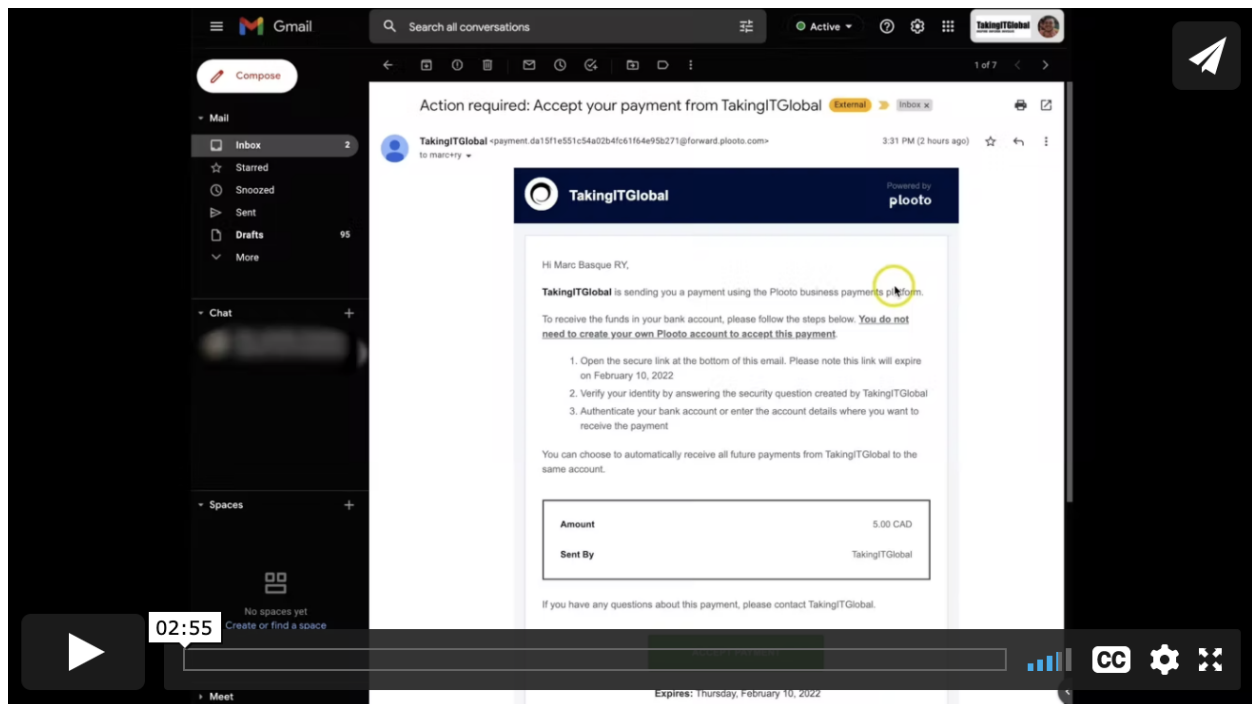 Gmail
Search all conversations
Active
TakingITGlobal
Compose
1 of 7
Mail
Inbox 2
Starred
Snoozed
Sent
Drafts 95
More
Chat
Spaces
No spaces yet
Create or find a space
Meet
Action required: Accept your payment from TakingITGlobal External Inbox x
TakingITGlobal <payment.da15f1e551c54a02b4fc61f64e95b271@forward.plooto.com> 3:31 PM (2 hours ago)
to marc+ry
TakingITGlobal
Powered by
plooto
Hi Marc Basque RY,
TakingITGlobal is sending you a payment using the Plooto business payments platform.
To receive the funds in your bank account, please follow the steps below. You do not
need to create your own Plooto account to accept this payment.
1. Open the secure link at the bottom of this email. Please note this link will expire
on February 10, 2022
2. Verify your identity by answering the security question created by TakingITGlobal
3. Authenticate your bank account or enter the account details where you want to
receive the payment
You can choose to automatically receive all future payments from TakingITGlobal to the
same account.
Amount 5.00 CAD
Sent By TakingITGlobal
If you have any questions about this payment, please contact TakingITGlobal.
ACCEPT PAYMENT
Expires: Thursday, February 10, 2022
02:55
CC